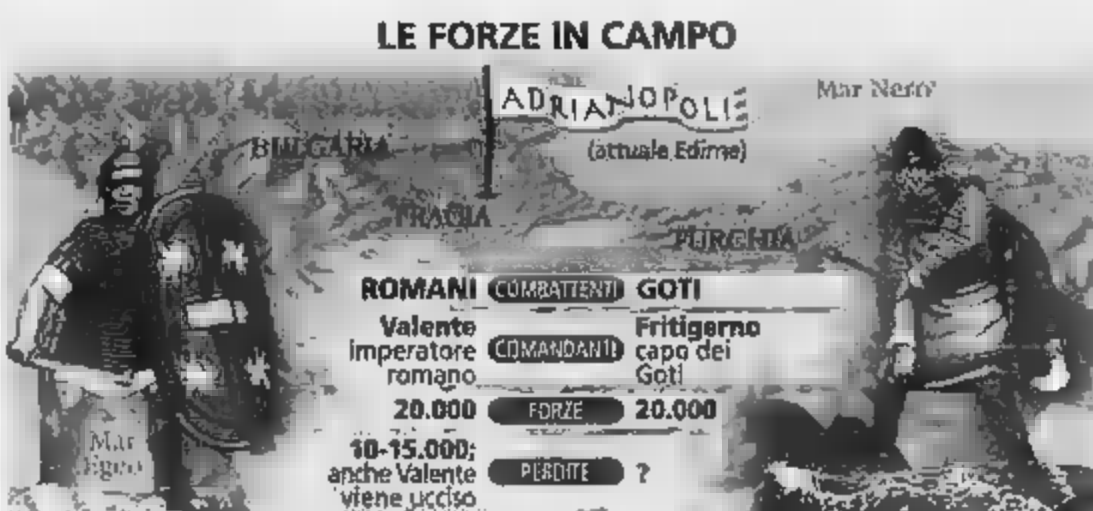 LE FORZE IN CAMPO
ADRIANOPOLI
(attuale Edirne)
Mar Nero
BULGARIA
TRACIA
TURCHIA
ROMANI COMBATTENTI GOTI
Valente COMANDANTI Fritigerno
imperatore capo dei
romano Goti
20.000 FORZE 20.000
10-15.000; PERDITE ?
anche Valente
viene ucciso
Mar
Egeo